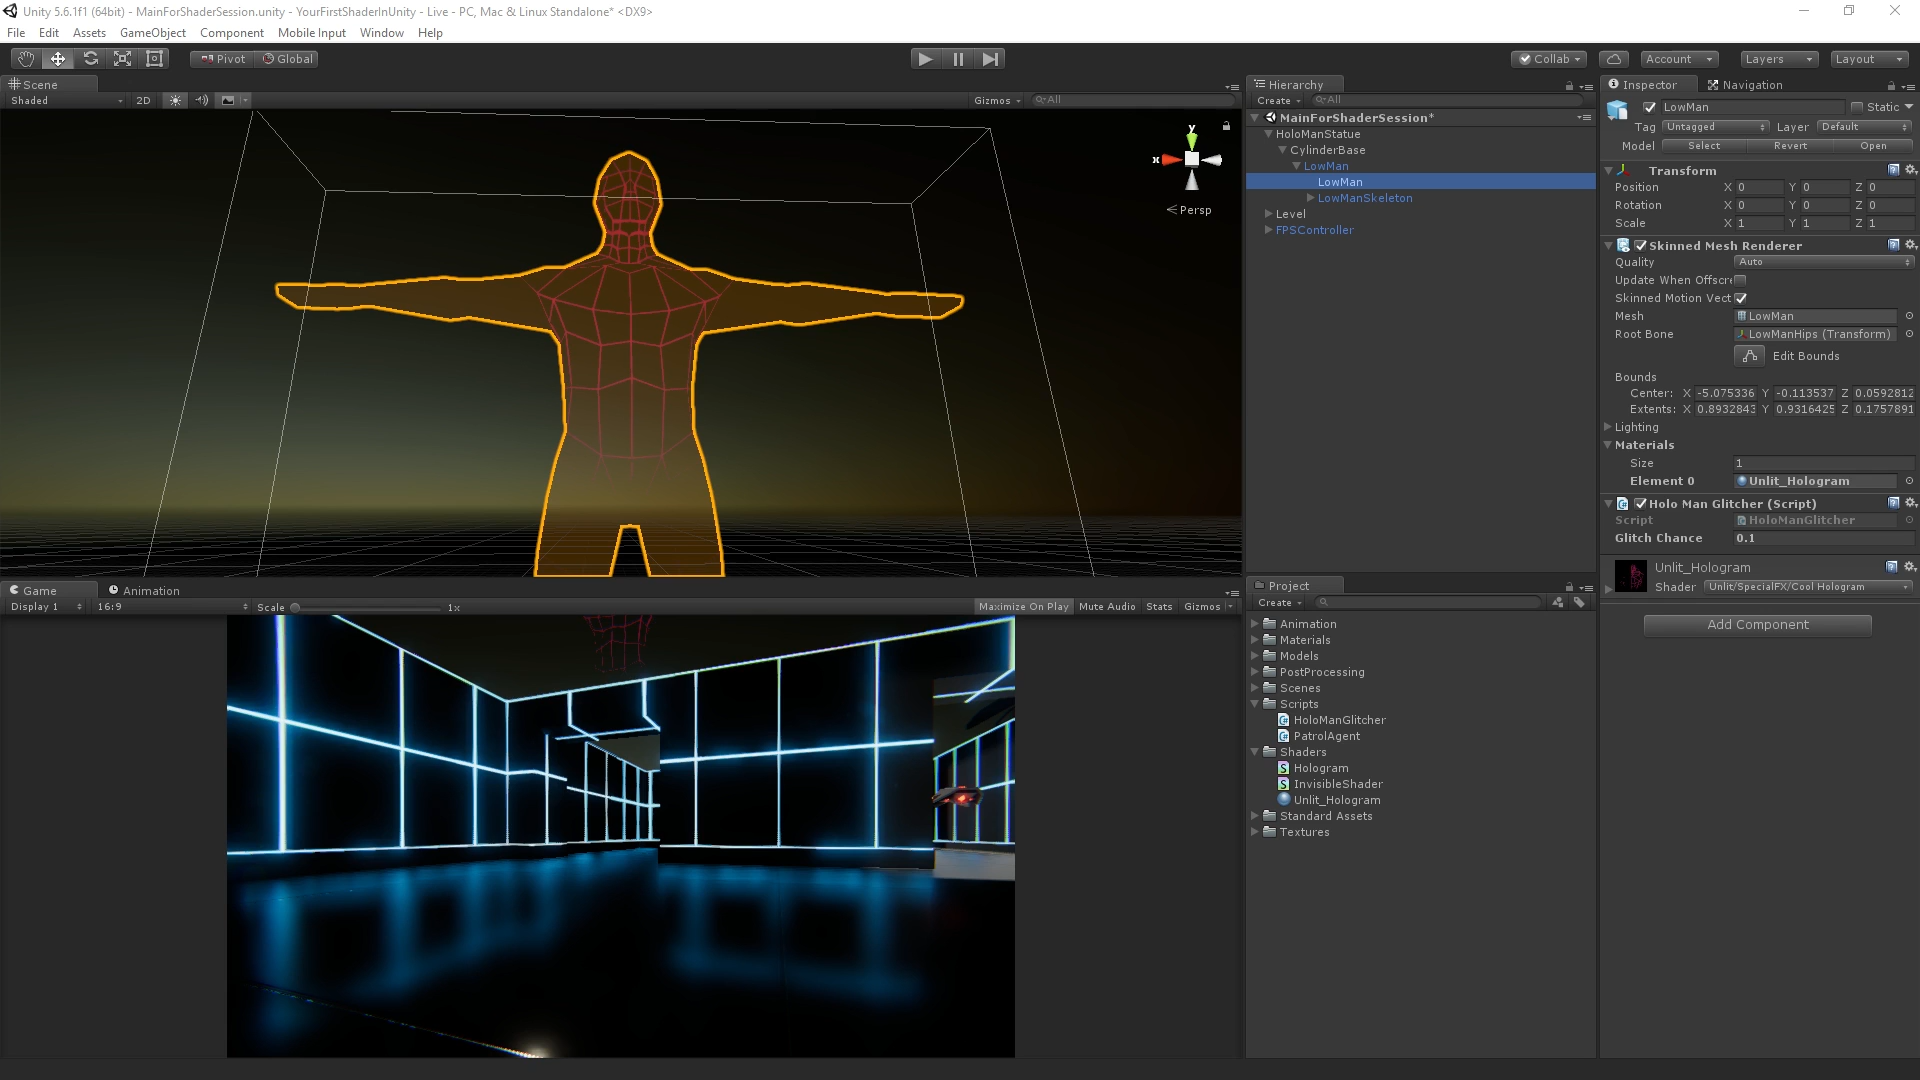 Unity 5.6.1f1 (64bit) - MainForShaderSession.unity - YourFirstShaderInUnity - Live - PC, Mac & Linux Standalone* <DX9>
File Edit Assets GameObject Component Mobile Input Window Help
Pivot Global Collab Account Layers Layout
Scene
Shaded 2D Gizmos All
y
x
Persp
Game Animation
Display 1 16:9 Scale 1x Maximize On Play Mute Audio Stats Gizmos
Hierarchy
Create All
MainForShaderSession*
HoloManStatue
CylinderBase
LowMan
LowMan
LowManSkeleton
Level
FPSController
Project
Create
Animation
Materials
Models
PostProcessing
Scenes
Scripts
HoloManGlitcher
PatrolAgent
Shaders
Hologram
InvisibleShader
Unlit_Hologram
Standard Assets
Textures
Inspector Navigation
LowMan Static
Tag Untagged Layer Default
Model Select Revert Open
Transform
Position X 0 Y 0 Z 0
Rotation X 0 Y 0 Z 0
Scale X 1 Y 1 Z 1
Skinned Mesh Renderer
Quality Auto
Update When Offscre
Skinned Motion Vect
Mesh LowMan
Root Bone LowManHips (Transform)
Edit Bounds
Bounds
Center: X -5.075336 Y -0.113537 Z 0.0592812
Extents: X 0.8932843 Y 0.9316425 Z 0.1757891
Lighting
Materials
Size 1
Element 0 Unlit_Hologram
Holo Man Glitcher (Script)
Script HoloManGlitcher
Glitch Chance 0.1
Unlit_Hologram
Shader Unlit/SpecialFX/Cool Hologram
Add Component